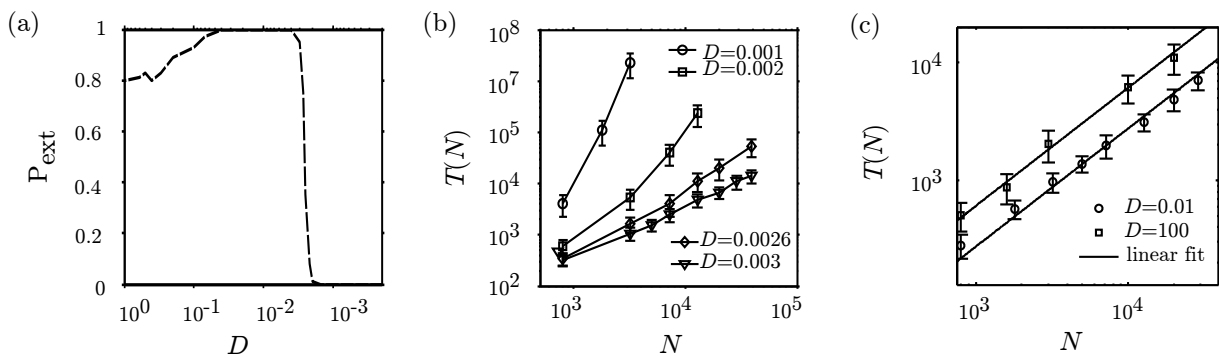 (a)
P_ext
1
0.8
0.6
0.4
0.2
0
10^0
10^-1
10^-2
10^-3
D
(b)
T(N)
10^8
10^7
10^5
10^4
10^3
10^2
10^3
10^4
10^5
N
D=0.001
D=0.002
D=0.0026
D=0.003
(c)
T(N)
10^4
10^3
10^3
10^4
N
D=0.01
D=100
linear fit